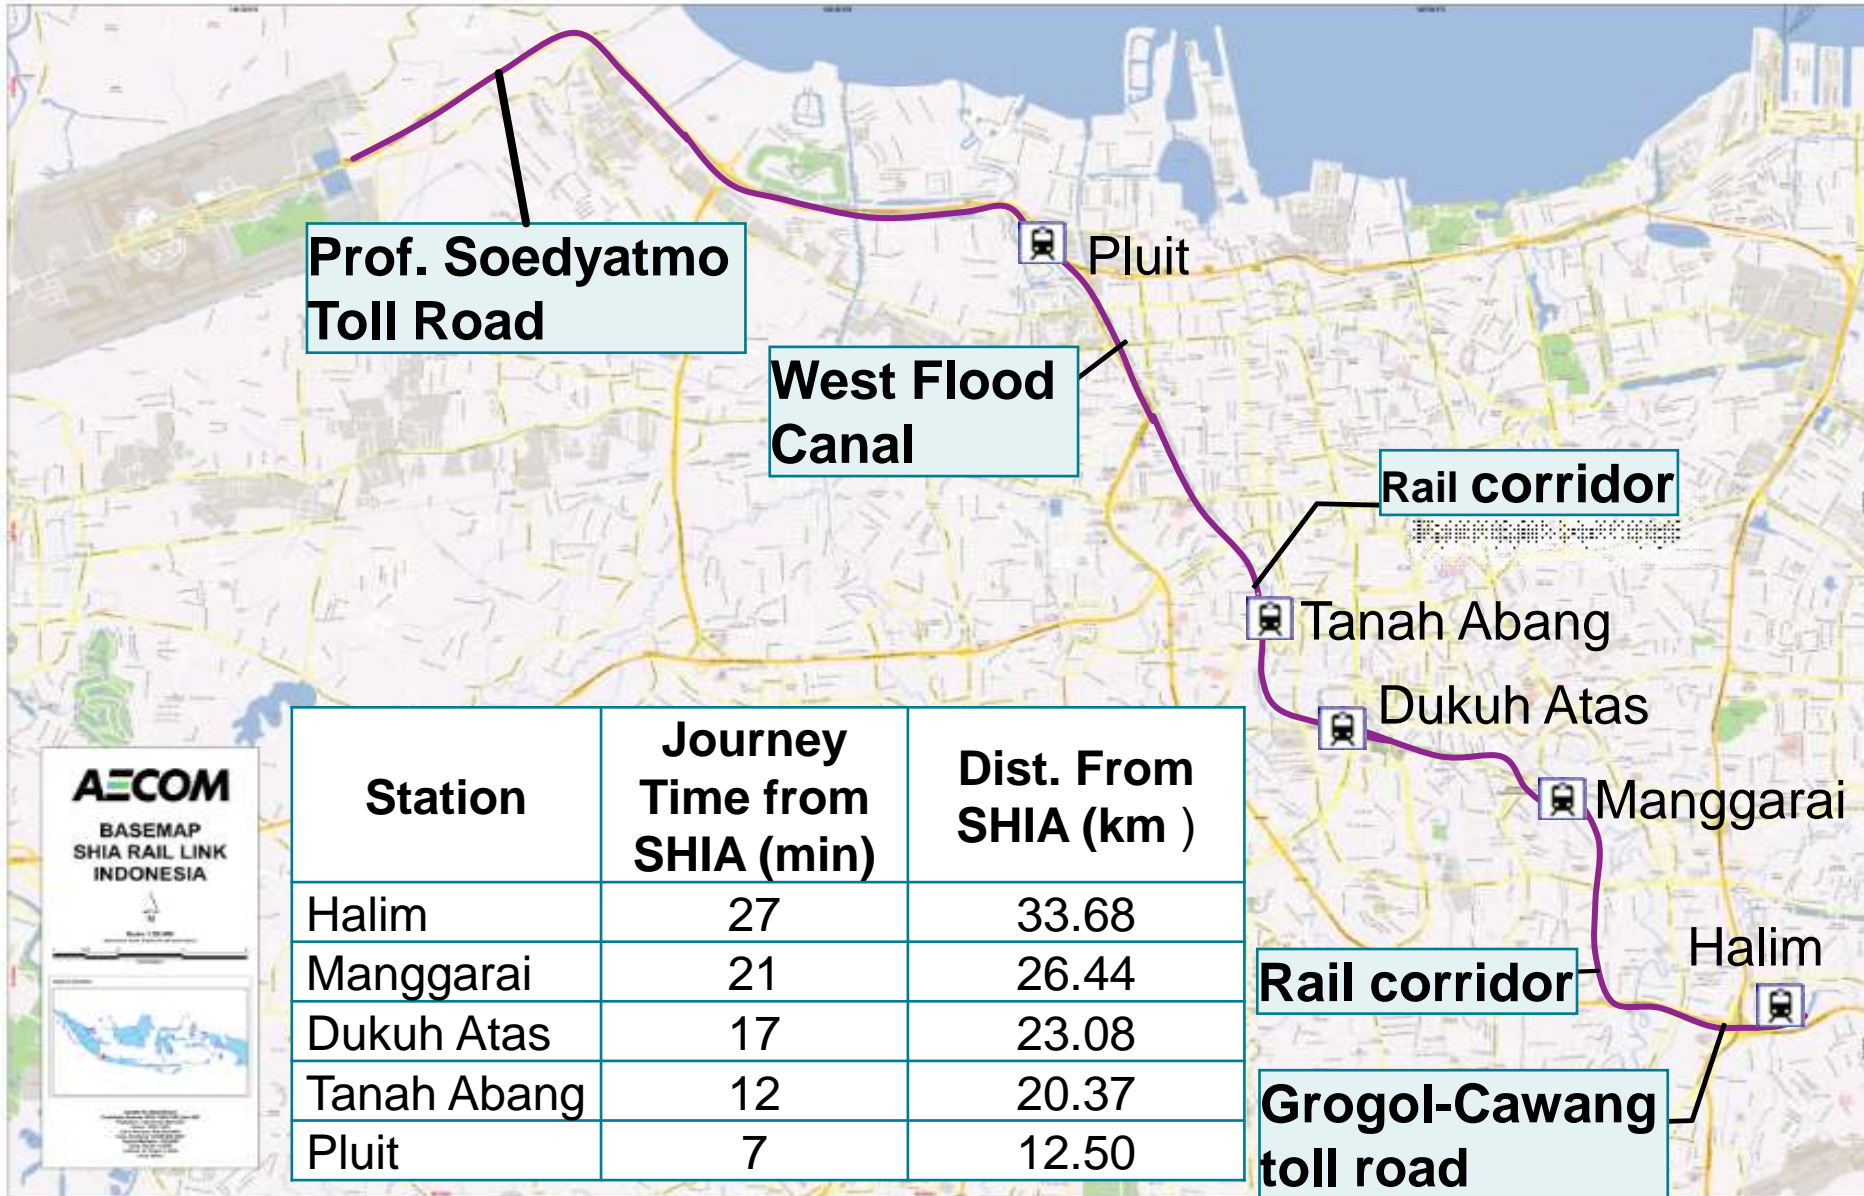 Prof. Soedyatmo
Toll Road
Pluit
West Flood
Canal
Rail corridor
Tanah Abang
Dukuh Atas
Manggarai
Halim
Rail corridor
Grogol-Cawang
toll road
AECOM
BASEMAP
SHIA RAIL LINK
INDONESIA
N
Station Journey Time from SHIA (min) Dist. From SHIA (km )
Halim 27 33.68
Manggarai 21 26.44
Dukuh Atas 17 23.08
Tanah Abang 12 20.37
Pluit 7 12.50